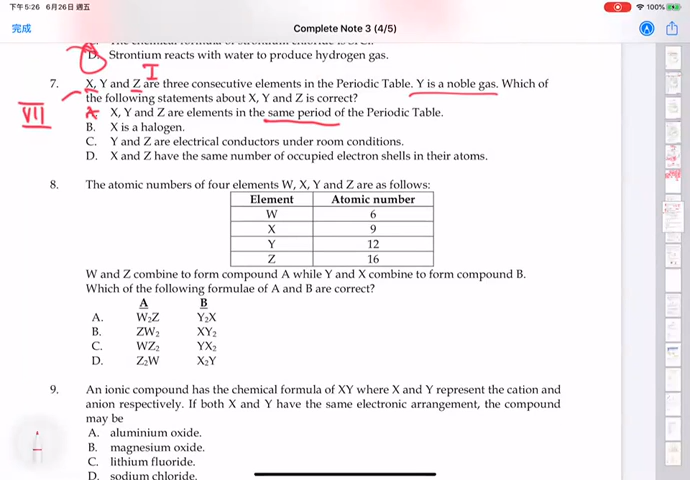 下午5:26 6月26日 週五
100%
完成
Complete Note 3 (4/5)
D. Strontium reacts with water to produce hydrogen gas.
I
7. X, Y and Z are three consecutive elements in the Periodic Table. Y is a noble gas. Which of
the following statements about X, Y and Z is correct?
VII
X, Y and Z are elements in the same period of the Periodic Table.
B. X is a halogen.
C. Y and Z are electrical conductors under room conditions.
D. X and Z have the same number of occupied electron shells in their atoms.
8. The atomic numbers of four elements W, X, Y and Z are as follows:
Element Atomic number
W 6
X 9
Y 12
Z 16
W and Z combine to form compound A while Y and X combine to form compound B.
Which of the following formulae of A and B are correct?
A B
A. W₂Z Y₂X
B. ZW₂ XY₂
C. WZ₂ YX₂
D. Z₂W X₂Y
9. An ionic compound has the chemical formula of XY where X and Y represent the cation and
anion respectively. If both X and Y have the same electronic arrangement, the compound
may be
A. aluminium oxide.
B. magnesium oxide.
C. lithium fluoride.
D. sodium chloride.